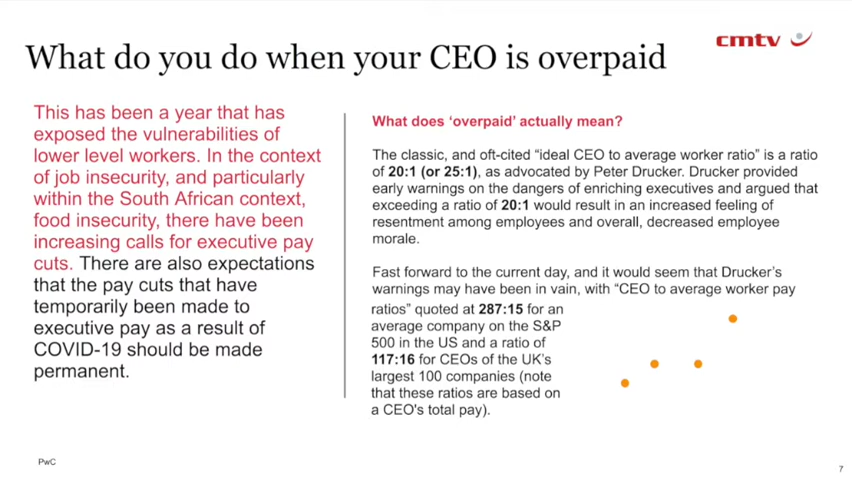 cmtv
What do you do when your CEO is overpaid
This has been a year that has
exposed the vulnerabilities of
lower level workers. In the context
of job insecurity, and particularly
within the South African context,
food insecurity, there have been
increasing calls for executive pay
cuts. There are also expectations
that the pay cuts that have
temporarily been made to
executive pay as a result of
COVID-19 should be made
permanent.
What does ‘overpaid’ actually mean?
The classic, and oft-cited “ideal CEO to average worker ratio” is a ratio
of 20:1 (or 25:1), as advocated by Peter Drucker. Drucker provided
early warnings on the dangers of enriching executives and argued that
exceeding a ratio of 20:1 would result in an increased feeling of
resentment among employees and overall, decreased employee
morale.
Fast forward to the current day, and it would seem that Drucker’s
warnings may have been in vain, with “CEO to average worker pay
ratios” quoted at 287:15 for an
average company on the S&P
500 in the US and a ratio of
117:16 for CEOs of the UK’s
largest 100 companies (note
that these ratios are based on
a CEO's total pay).
PwC
7